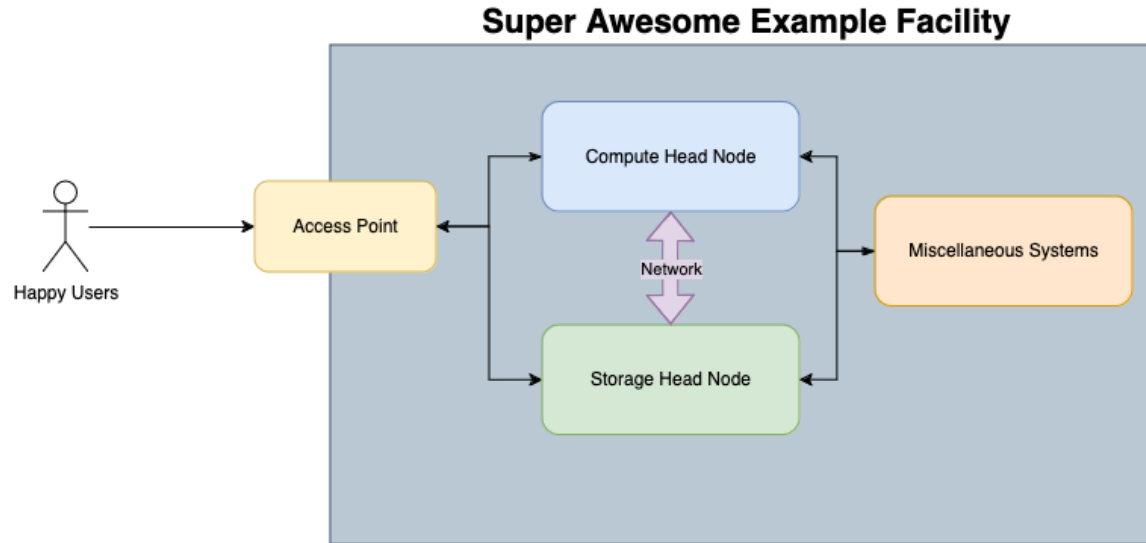 Super Awesome Example Facility
Compute Head Node
Access Point
Miscellaneous Systems
Network
Happy Users
Storage Head Node